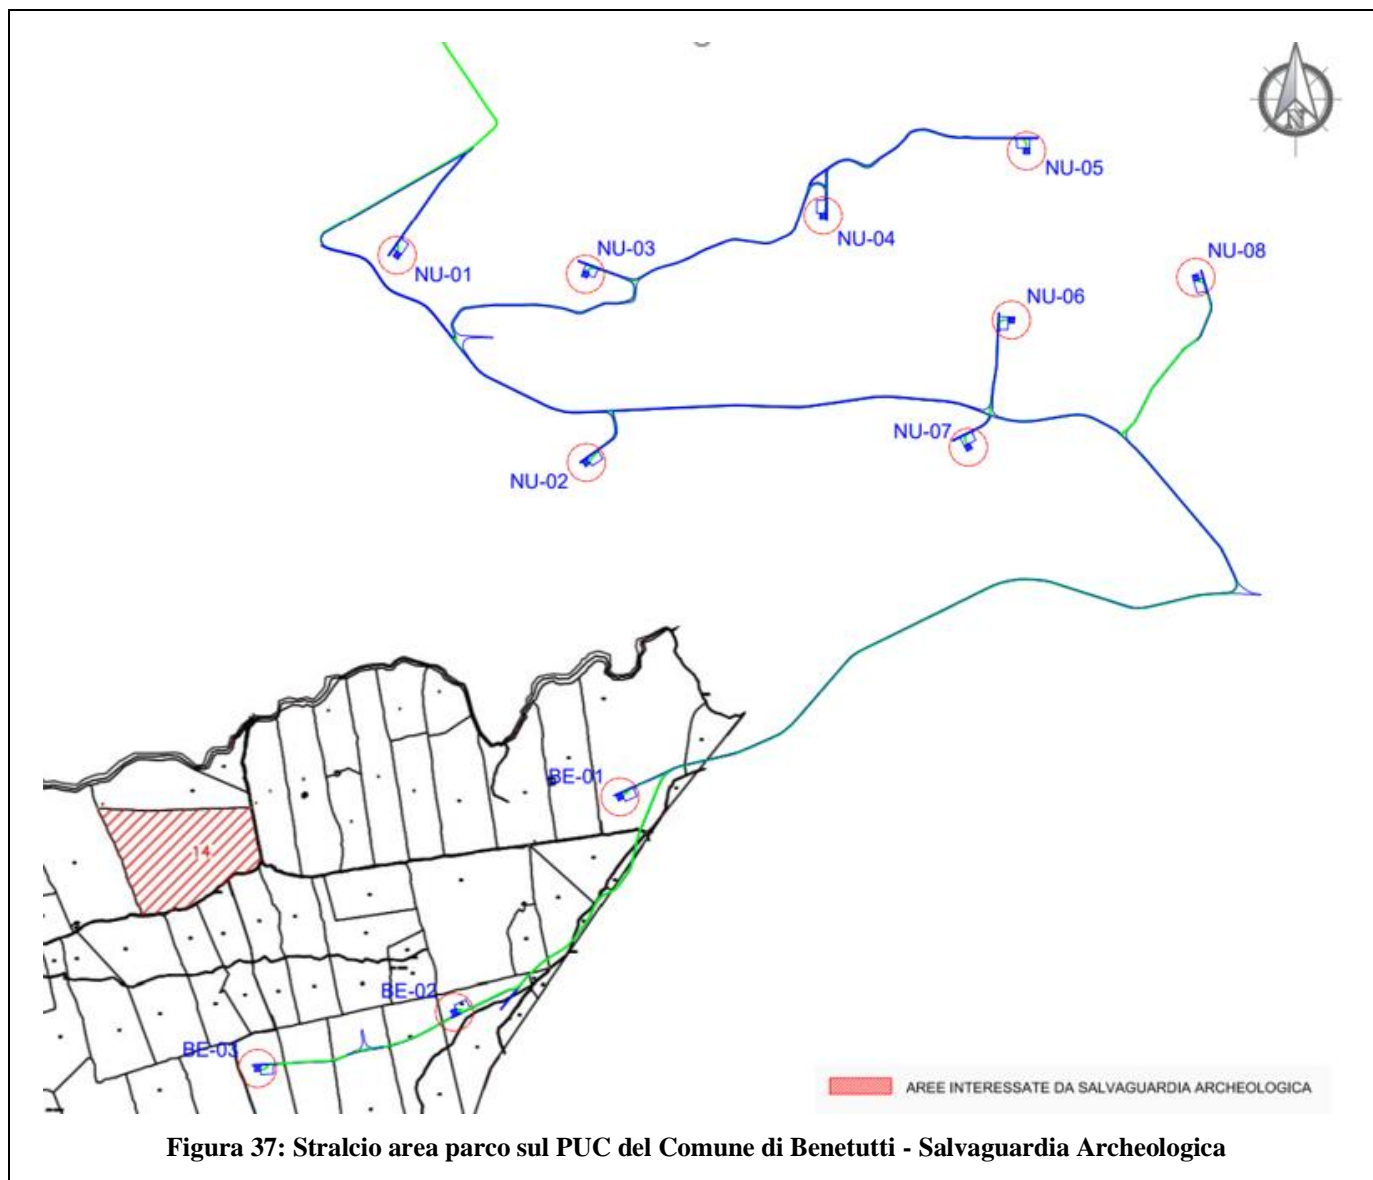 N
NU-05
NU-04
NU-03
NU-08
NU-01
NU-06
NU-07
NU-02
BE-01
14
BE-02
BE-03
AREE INTERESSATE DA SALVAGUARDIA ARCHEOLOGICA
Figura 37: Stralcio area parco sul PUC del Comune di Benetutti - Salvaguardia Archeologica